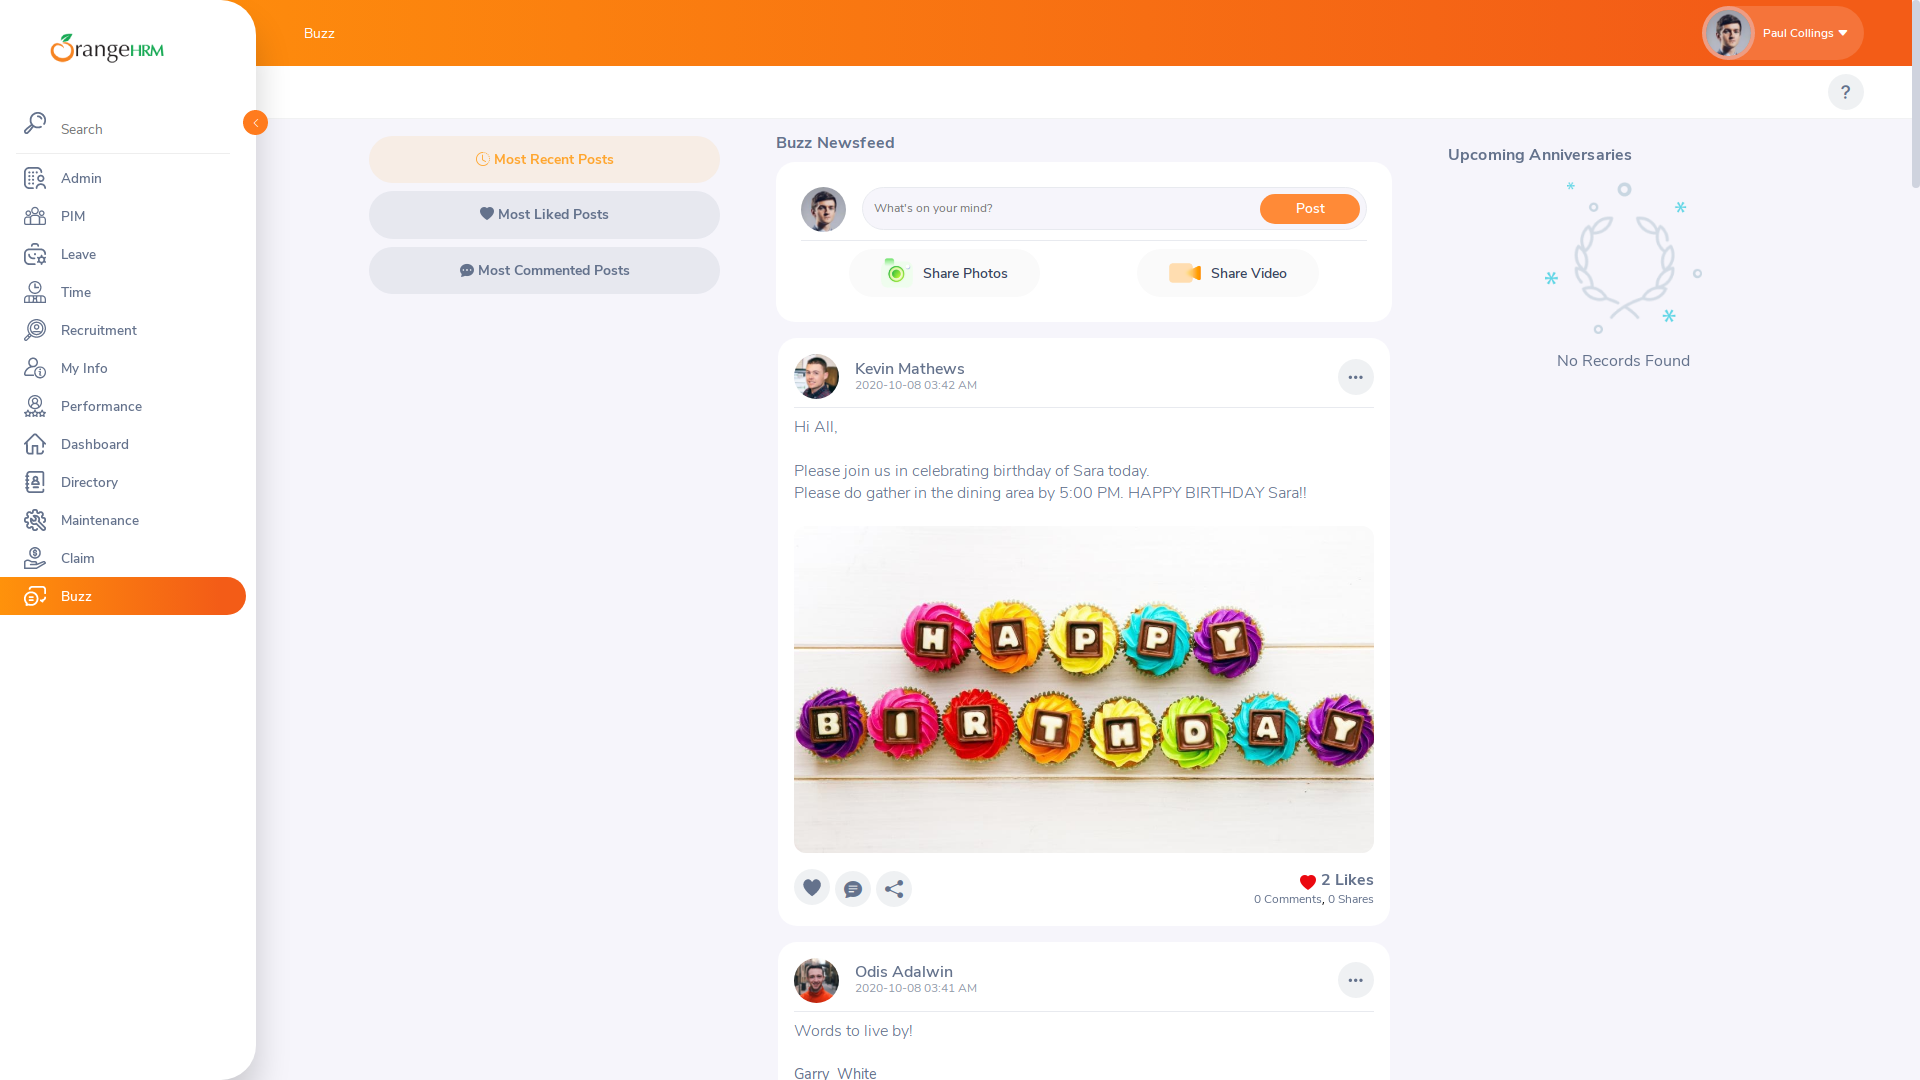 OrangeHRM
Search
Admin
PIM
Leave
Time
Recruitment
My Info
Performance
Dashboard
Directory
Maintenance
Claim
Buzz
Buzz
Paul Collings
?
Most Recent Posts
Most Liked Posts
Most Commented Posts
Buzz Newsfeed
What's on your mind?
Post
Share Photos
Share Video
Kevin Mathews
2020-10-08 03:42 AM
Hi All,
Please join us in celebrating birthday of Sara today.
Please do gather in the dining area by 5:00 PM. HAPPY BIRTHDAY Sara!!
HAPPY
BIRTHDAY
2 Likes
0 Comments, 0 Shares
Odis Adalwin
2020-10-08 03:41 AM
Words to live by!
Garry White
Upcoming Anniversaries
No Records Found